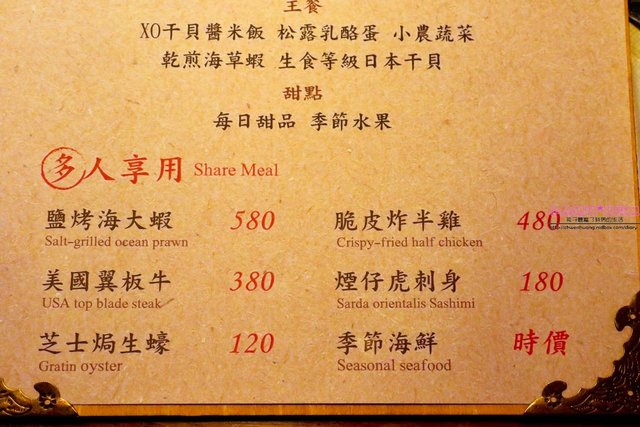 主餐
XO干貝醬米飯 松露乳酪蛋 小農蔬菜
乾煎海草蝦 生食等級日本干貝
甜點
每日甜品 季節水果
多人享用 Share Meal
鹽烤海大蝦 580
Salt-grilled ocean prawn
脆皮炸半雞 480
Crispy-fried half chicken
美國翼板牛 380
USA top blade steak
煙仔虎刺身 180
Sarda orientalis Sashimi
芝士焗生蠔 120
Gratin oyster
季節海鮮 時價
Seasonal seafood